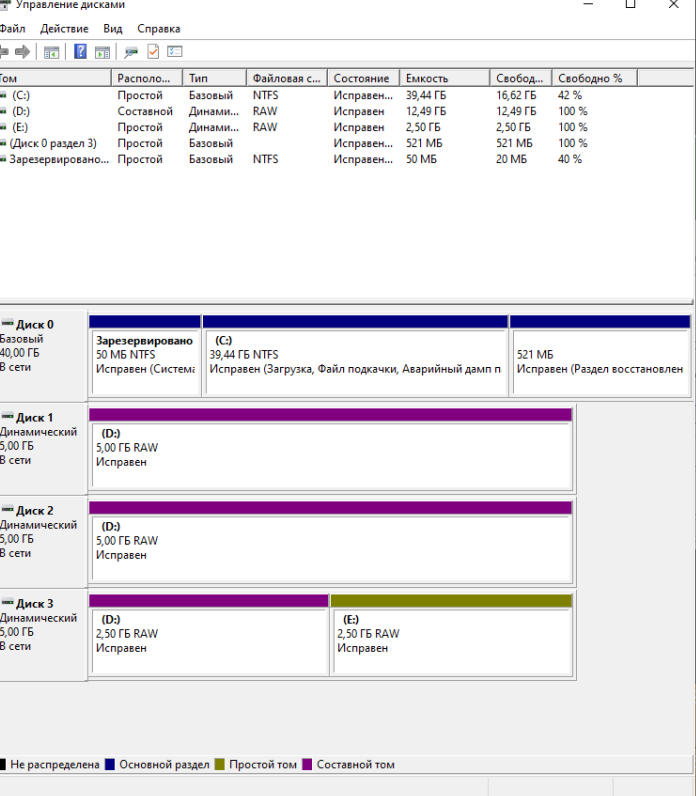 Управление дисками
Файл Действие Вид Справка
Том Располо... Тип Файловая с... Состояние Емкость Свобод... Свободно %
(C:) Простой Базовый NTFS Исправен... 39,44 ГБ 16,62 ГБ 42 %
(D:) Составной Динами... RAW Исправен 12,49 ГБ 12,49 ГБ 100 %
(E:) Простой Динами... RAW Исправен 2,50 ГБ 2,50 ГБ 100 %
(Диск 0 раздел 3) Простой Базовый Исправен... 521 МБ 521 МБ 100 %
Зарезервировано... Простой Базовый NTFS Исправен... 50 МБ 20 МБ 40 %
Диск 0
Базовый
40,00 ГБ
В сети
Зарезервировано
50 МБ NTFS
Исправен (Система
(C:)
39,44 ГБ NTFS
Исправен (Загрузка, Файл подкачки, Аварийный дамп п
521 МБ
Исправен (Раздел восстановлен
Диск 1
Динамический
5,00 ГБ
В сети
(D:)
5,00 ГБ RAW
Исправен
Диск 2
Динамический
5,00 ГБ
В сети
(D:)
5,00 ГБ RAW
Исправен
Диск 3
Динамический
5,00 ГБ
В сети
(D:)
2,50 ГБ RAW
Исправен
(E:)
2,50 ГБ RAW
Исправен
Не распределена Основной раздел Простой том Составной том